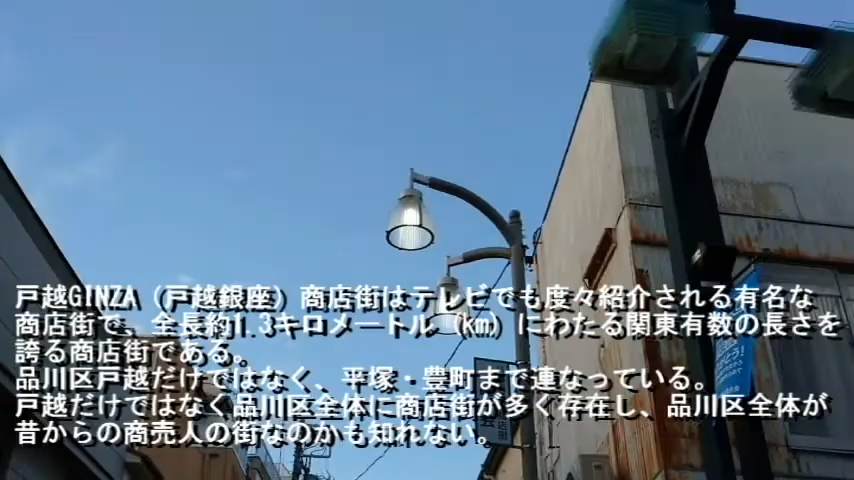 戸越GINZA（戸越銀座）商店街はテレビでも度々紹介される有名な
商店街で、全長約1.3キロメートル（km）にわたる関東有数の長さを
誇る商店街である。
品川区戸越だけではなく、平塚・豊町まで連なっている。
戸越だけではなく品川区全体に商店街が多く存在し、品川区全体が
昔からの商売人の街なのかも知れない。